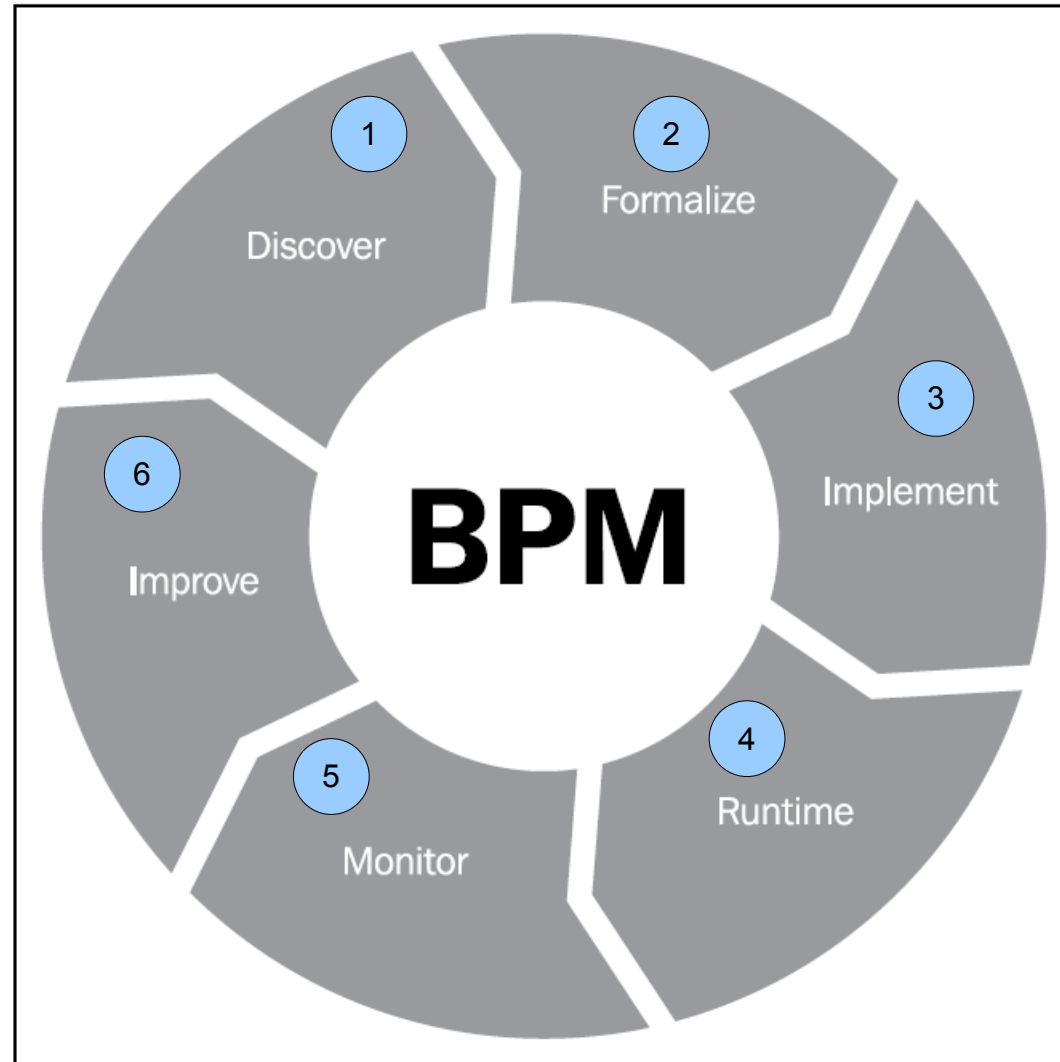 1
Discover
2
Formalize
3
Implement
4
Runtime
5
Monitor
6
Improve
BPM